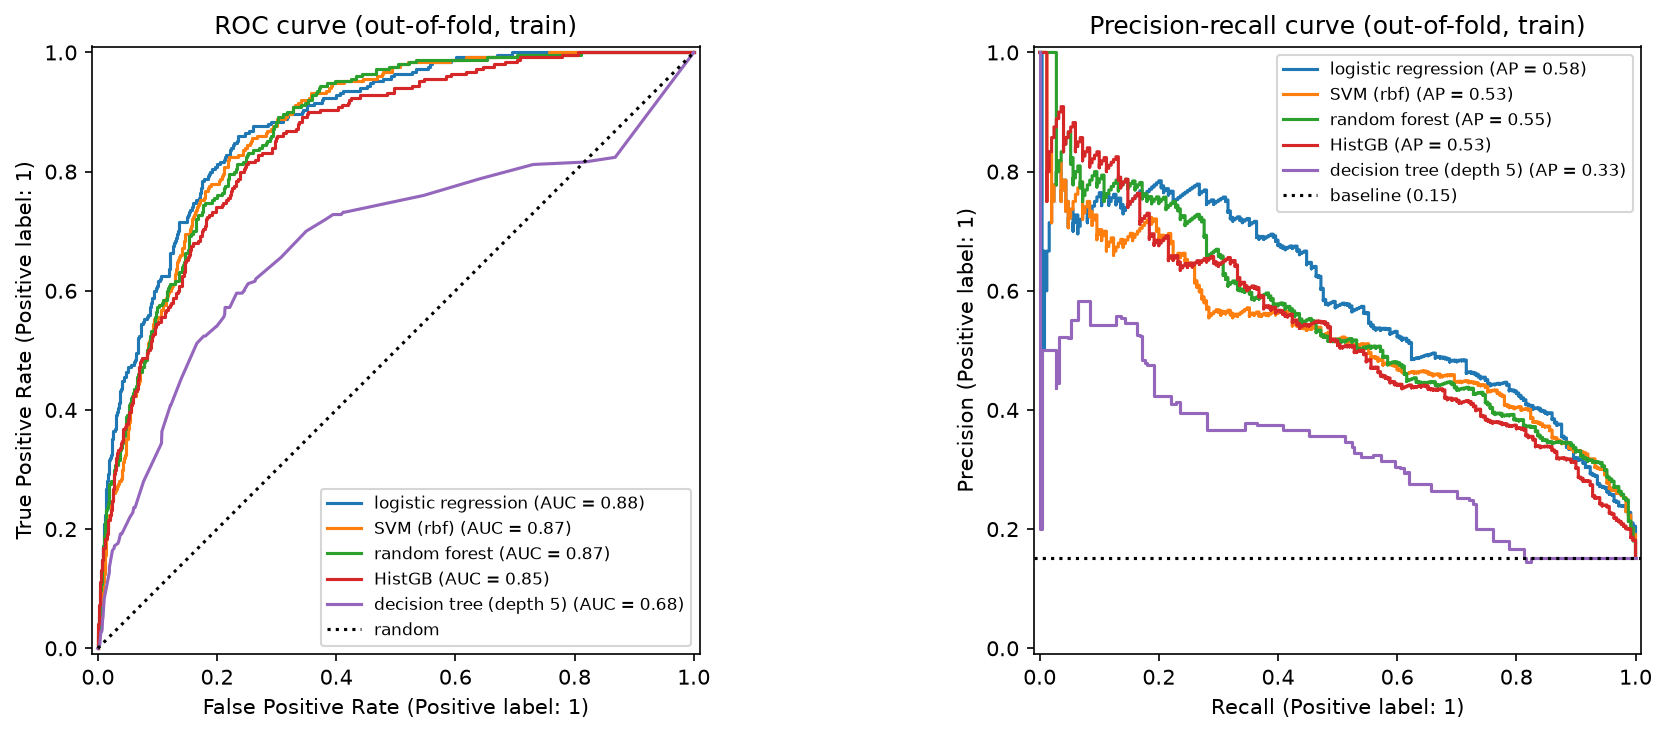 ROC curve (out-of-fold, train)
True Positive Rate (Positive label: 1)
1.0
0.8
0.6
0.4
0.2
0.0
logistic regression (AUC = 0.88)
SVM (rbf) (AUC = 0.87)
random forest (AUC = 0.87)
HistGB (AUC = 0.85)
decision tree (depth 5) (AUC = 0.68)
random
0.0 0.2 0.4 0.6 0.8 1.0
False Positive Rate (Positive label: 1)
Precision-recall curve (out-of-fold, train)
Precision (Positive label: 1)
1.0
0.8
0.6
0.4
0.2
0.0
logistic regression (AP = 0.58)
SVM (rbf) (AP = 0.53)
random forest (AP = 0.55)
HistGB (AP = 0.53)
decision tree (depth 5) (AP = 0.33)
baseline (0.15)
0.0 0.2 0.4 0.6 0.8 1.0
Recall (Positive label: 1)